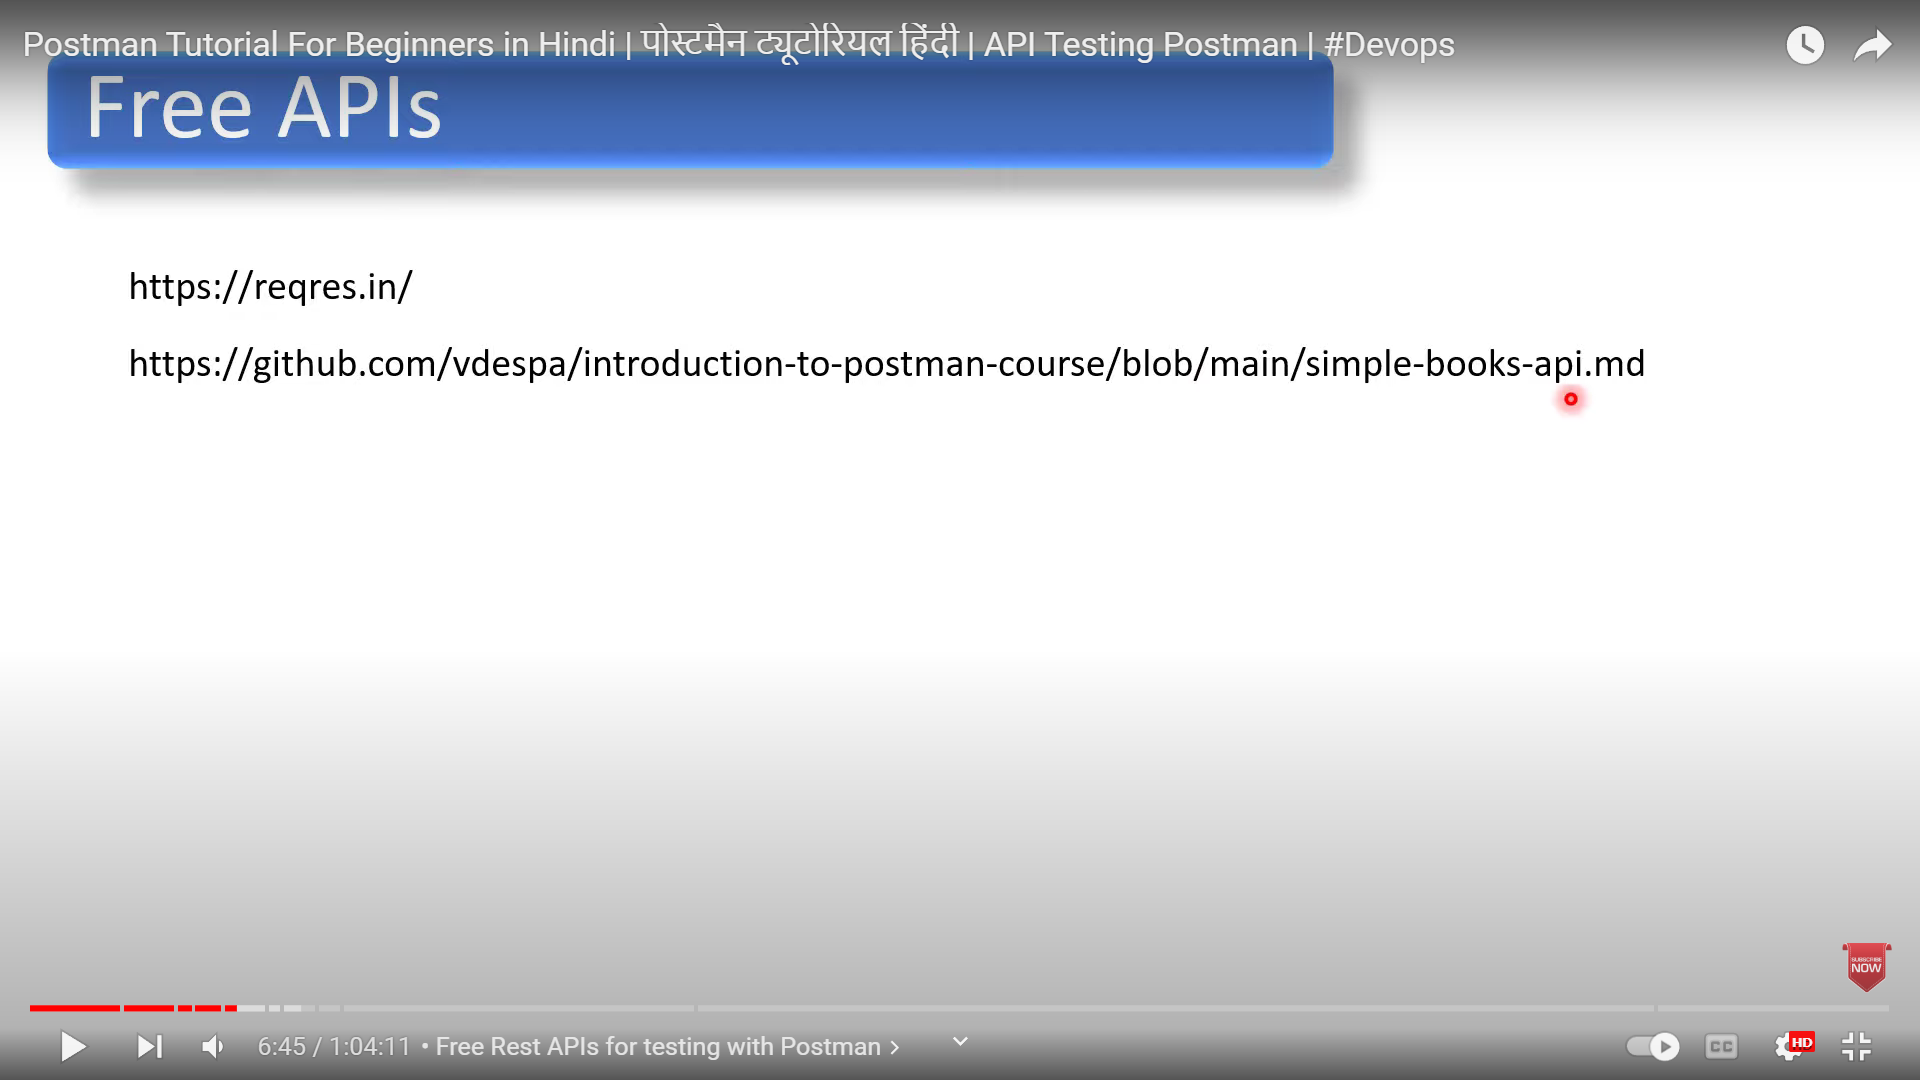 Postman Tutorial For Beginners in Hindi | पोस्टमैन ट्यूटोरियल हिंदी | API Testing Postman | #Devops
Free APIs
https://reqres.in/
https://github.com/vdespa/introduction-to-postman-course/blob/main/simple-books-api.md
SUBSCRIBE
NOW
6:45 / 1:04:11 • Free Rest APIs for testing with Postman
CC
HD